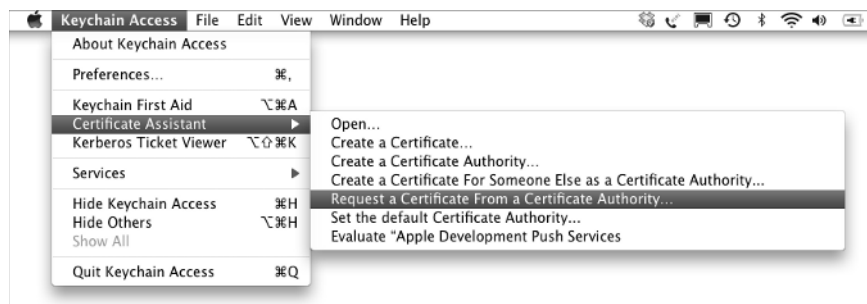 Keychain Access File Edit View Window Help
About Keychain Access
Preferences... ⌘,
Keychain First Aid ⌥⌘A
Certificate Assistant ▶
Kerberos Ticket Viewer ⌥⇧⌘K
Services ▶
Hide Keychain Access ⌘H
Hide Others ⌥⌘H
Show All
Quit Keychain Access ⌘Q
Open...
Create a Certificate...
Create a Certificate Authority...
Create a Certificate For Someone Else as a Certificate Authority...
Request a Certificate From a Certificate Authority...
Set the default Certificate Authority...
Evaluate “Apple Development Push Services